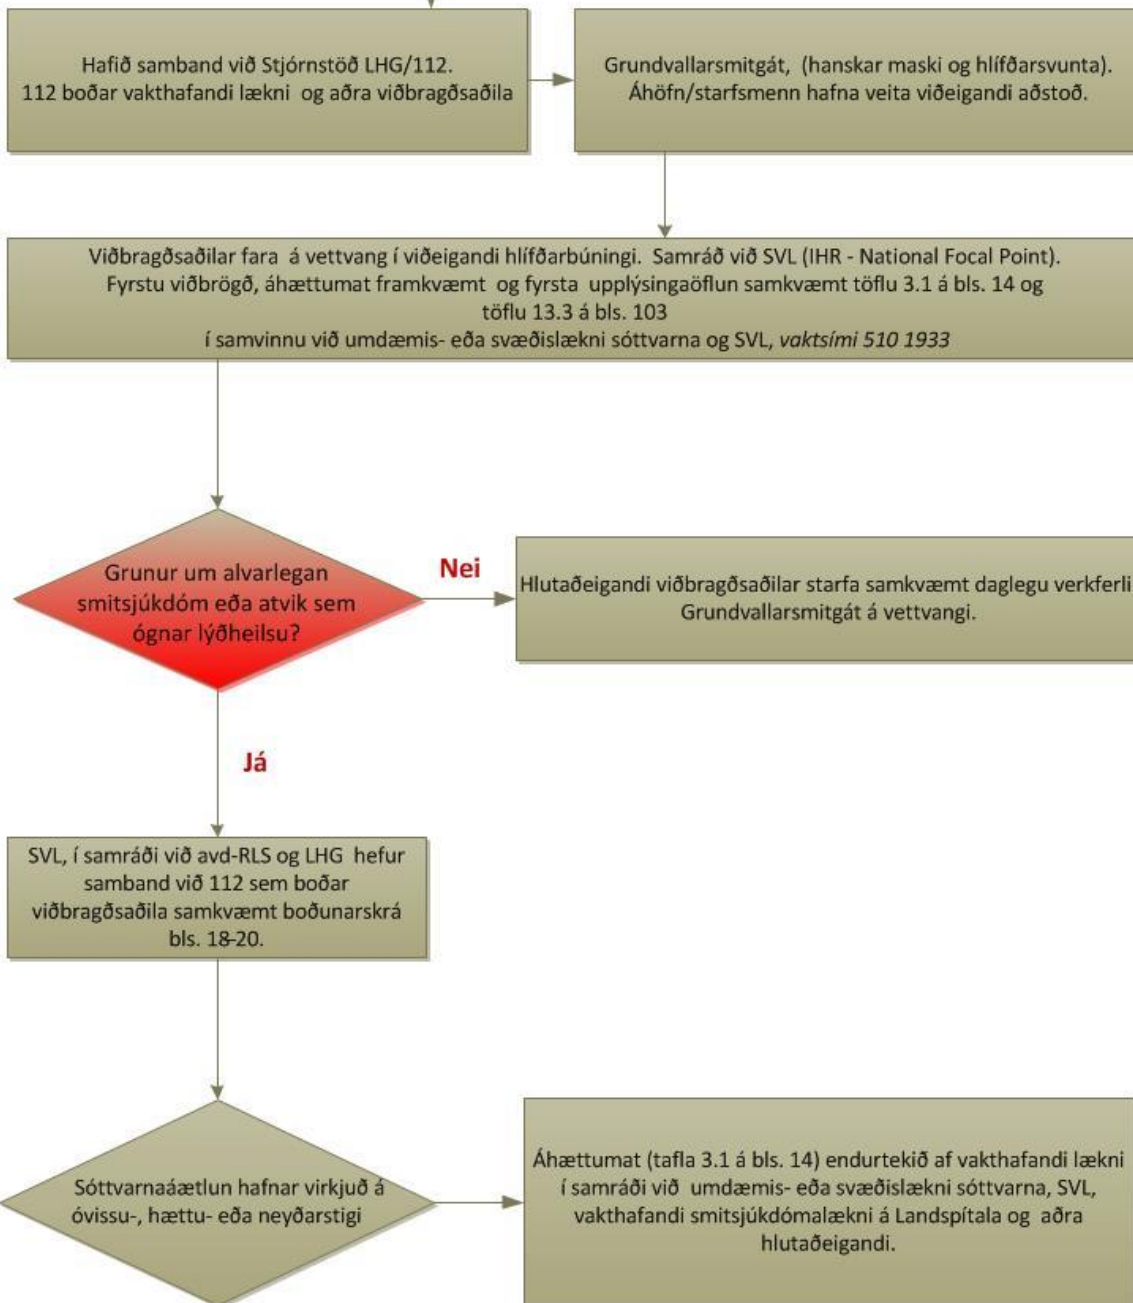 Hafið samband við Stjórnstöð LHG/112.
112 boðar vakthafandi lækni og aðra viðbragðsaðila
Grundvallarsmitgát, (hanskar maski og hlífðarsvunta).
Áhöfn/starfsmenn hafna veita viðeigandi aðstoð.
Viðbragðsaðilar fara á vettvang í viðeigandi hlífðarbúningi. Samráð við SVL (IHR - National Focal Point).
Fyrstu viðbrögð, áhættumat framkvæmt og fyrsta upplýsingaöflun samkvæmt töflu 3.1 á bls. 14 og
töflu 13.3 á bls. 103
í samvinnu við umdæmis- eða svæðislækni sóttvarna og SVL, vaktsími 510 1933
Grunur um alvarlegan
smitsjúkdóm eða atvik sem
ógnar lýðheilsu?
Nei
Hlutaðeigandi viðbragðsaðilar starfa samkvæmt daglegu verkferli
Grundvallarsmitgát á vettvangi.
Já
SVL, í samráði við avd-RLS og LHG hefur
samband við 112 sem boðar
viðbragðsaðila samkvæmt boðunarskrá
bls. 18-20.
Sóttvarnaáætlun hafnar virkjuð á
óvissu-, hættu- eða neyðarstigi
Áhættumat (tafla 3.1 á bls. 14) endurtekið af vakthafandi lækni
í samráði við umdæmis- eða svæðislækni sóttvarna, SVL,
vakthafandi smitsjúkdómalækni á Landspítala og aðra
hlutaðeigandi.